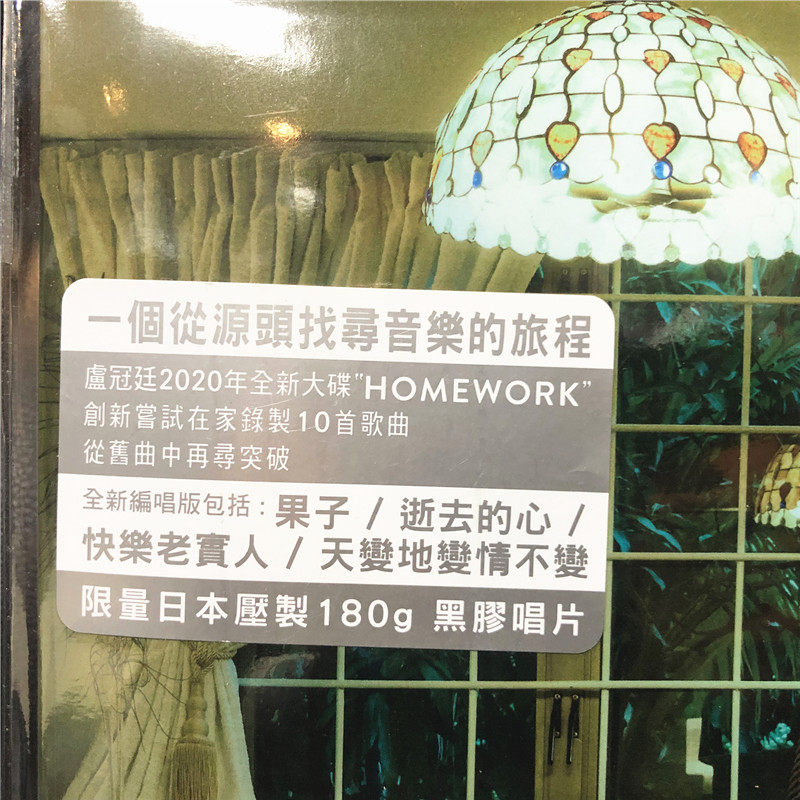 一個從源頭找尋音樂的旅程
盧冠廷2020年全新大碟"HOMEWORK"
創新嘗試在家錄製10首歌曲
從舊曲中再尋突破
全新編唱版包括：果子 / 逝去的心 /
快樂老實人 / 天變地變情不變
限量日本壓製180g 黑膠唱片